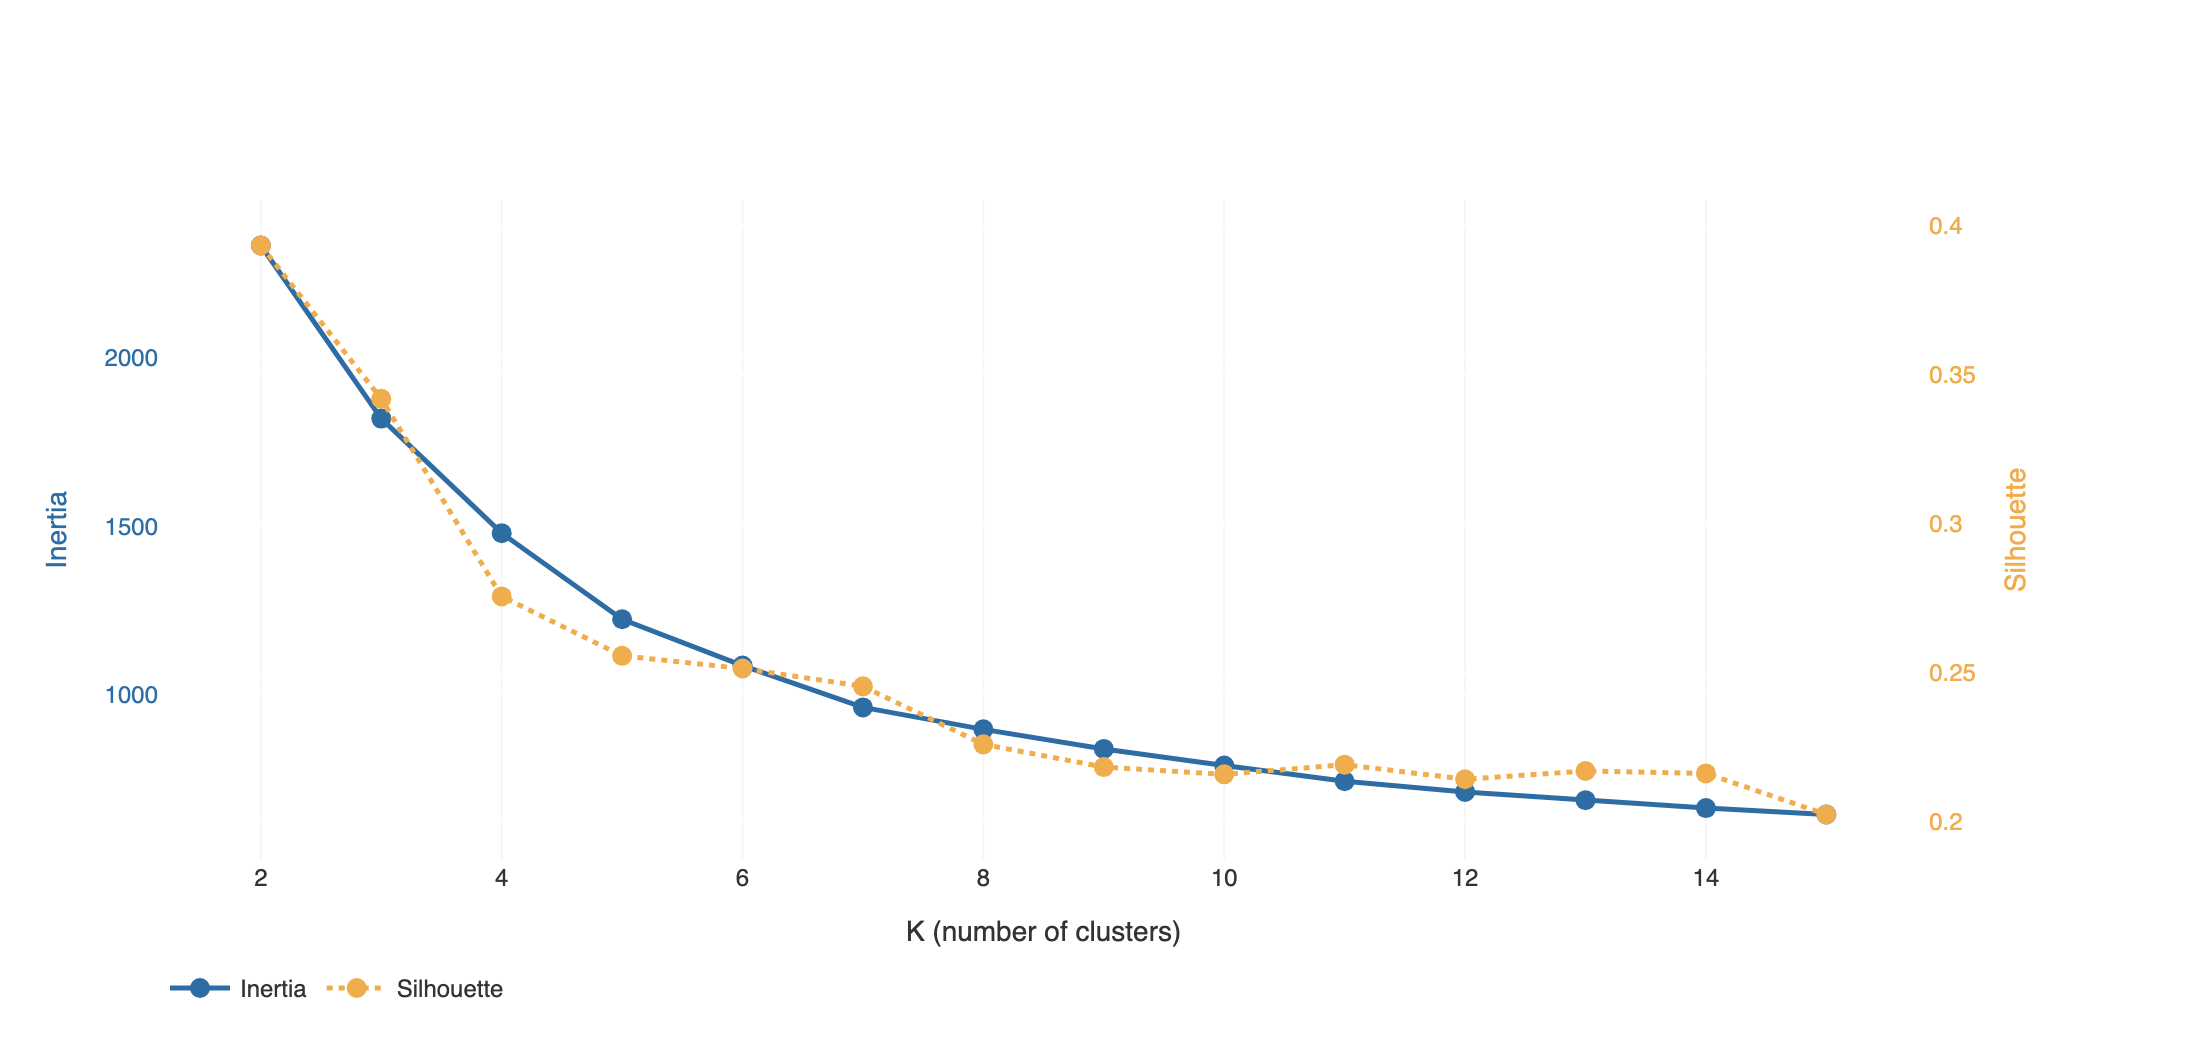 0.4
2000
0.35
Inertia
1500
0.3
Silhouette
1000
0.25
0.2
2 4 6 8 10 12 14
K (number of clusters)
Inertia Silhouette